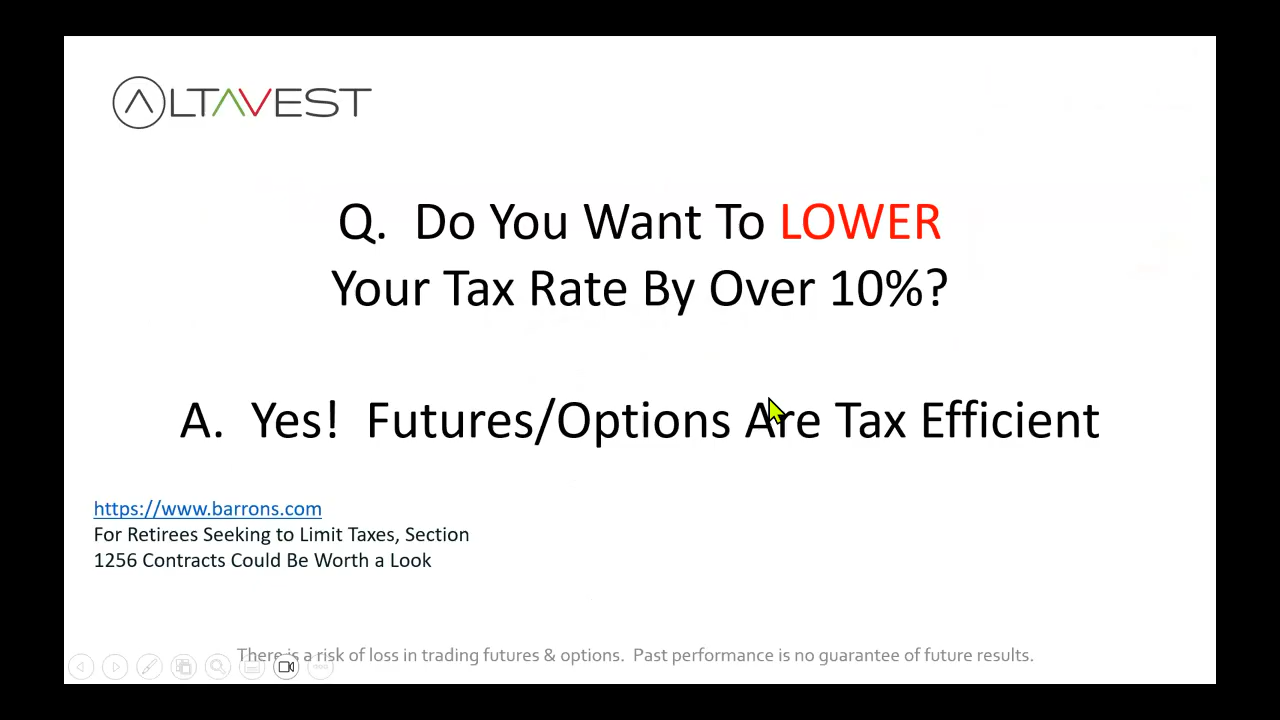 ALTAVEST
Q. Do You Want To LOWER
Your Tax Rate By Over 10%?
A. Yes! Futures/Options Are Tax Efficient
https://www.barrons.com
For Retirees Seeking to Limit Taxes, Section
1256 Contracts Could Be Worth a Look
There is a risk of loss in trading futures & options. Past performance is no guarantee of future results.